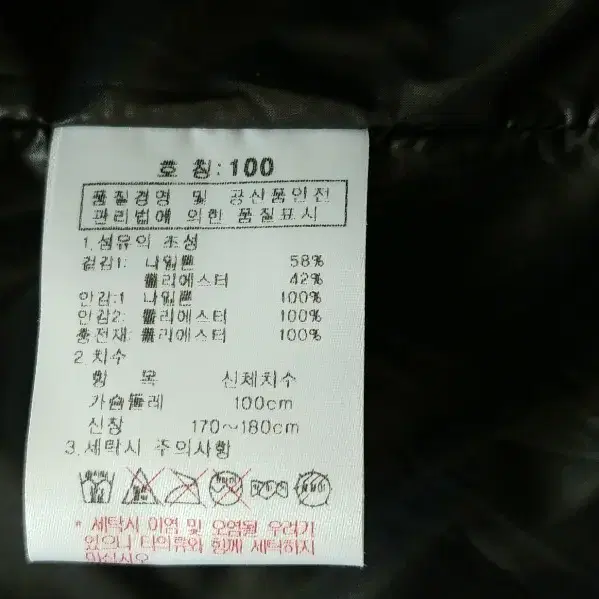 호 칭: 100
품질경영 및 공산품안전
관리법에 의한 품질표시
1.섬유의 조성
겉감1: 나일론 58%
폴리에스터 42%
안감:1 나일론 100%
안감2: 폴리에스터 100%
충전재: 폴리에스터 100%
2.치수
항 목 신체치수
가슴둘레 100cm
신장 170~180cm
3.세탁시 주의사항
* 세탁시 이염 및 오염될 우려가
있으니 다의류와 함께 세탁하지
마십시오